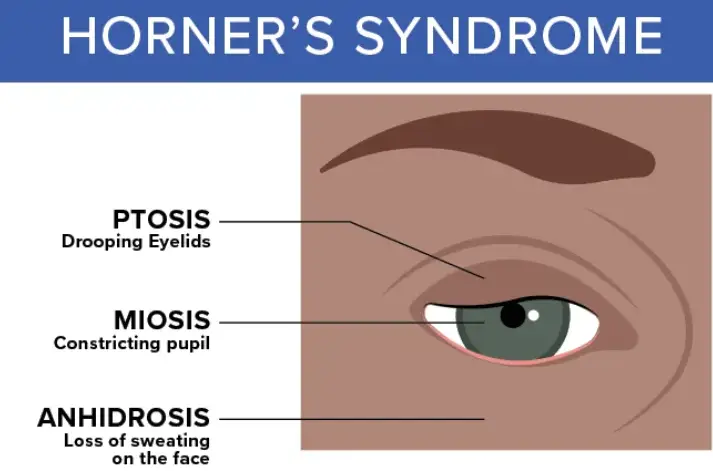 HORNER'S SYNDROME
PTOSIS
Drooping Eyelids
MIOSIS
Constricting pupil
ANHIDROSIS
Loss of sweating
on the face